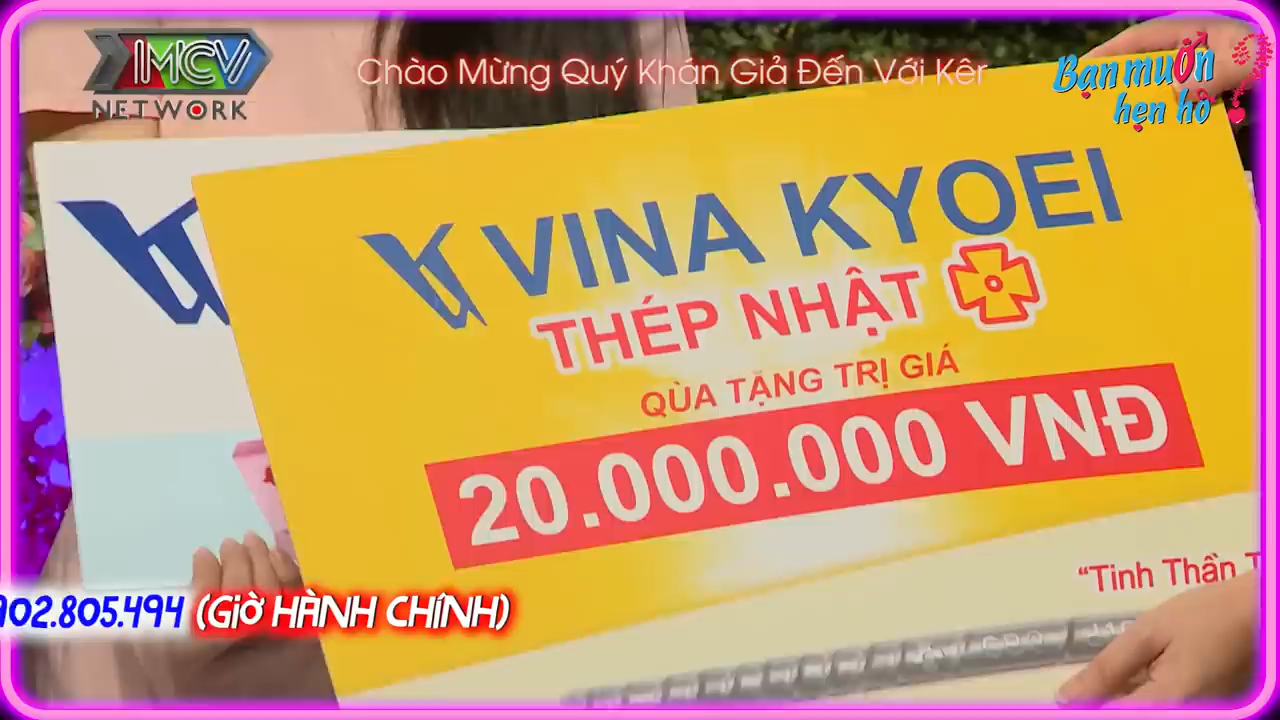 MCV
NETWORK
Chào Mừng Quý Khán Giả Đến Với Kêr
Bạn muốn
hẹn hò
?
VINA KYOEI
THÉP NHẬT
QÙA TẶNG TRỊ GIÁ
20.000.000 VNĐ
“Tinh Thần
902.805.494 (Giờ HÀNH CHÍNH)